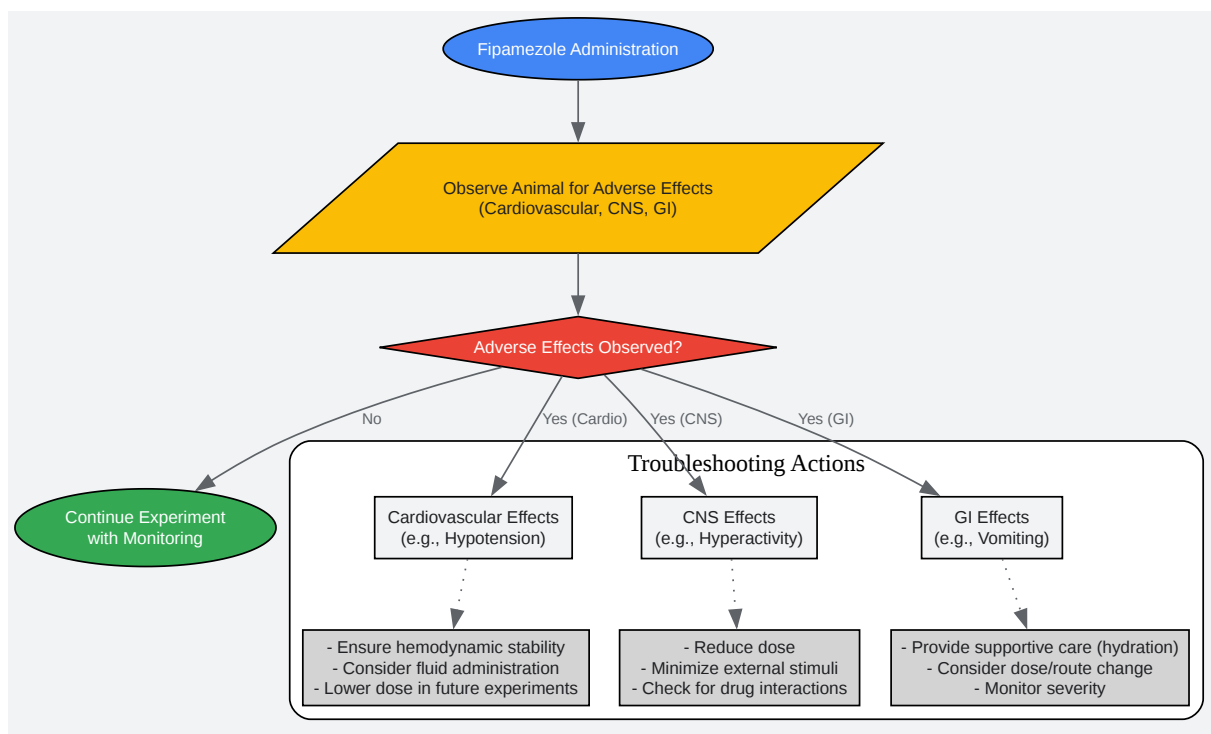 Fipamezole Administration
Observe Animal for Adverse Effects
(Cardiovascular, CNS, GI)
Adverse Effects Observed?
No
Yes (Cardio)
Yes (CNS)
Yes (GI)
Troubleshooting Actions
Continue Experiment
with Monitoring
Cardiovascular Effects
(e.g., Hypotension)
CNS Effects
(e.g., Hyperactivity)
GI Effects
(e.g., Vomiting)
- Ensure hemodynamic stability
- Consider fluid administration
- Lower dose in future experiments
- Reduce dose
- Minimize external stimuli
- Check for drug interactions
- Provide supportive care (hydration)
- Consider dose/route change
- Monitor severity